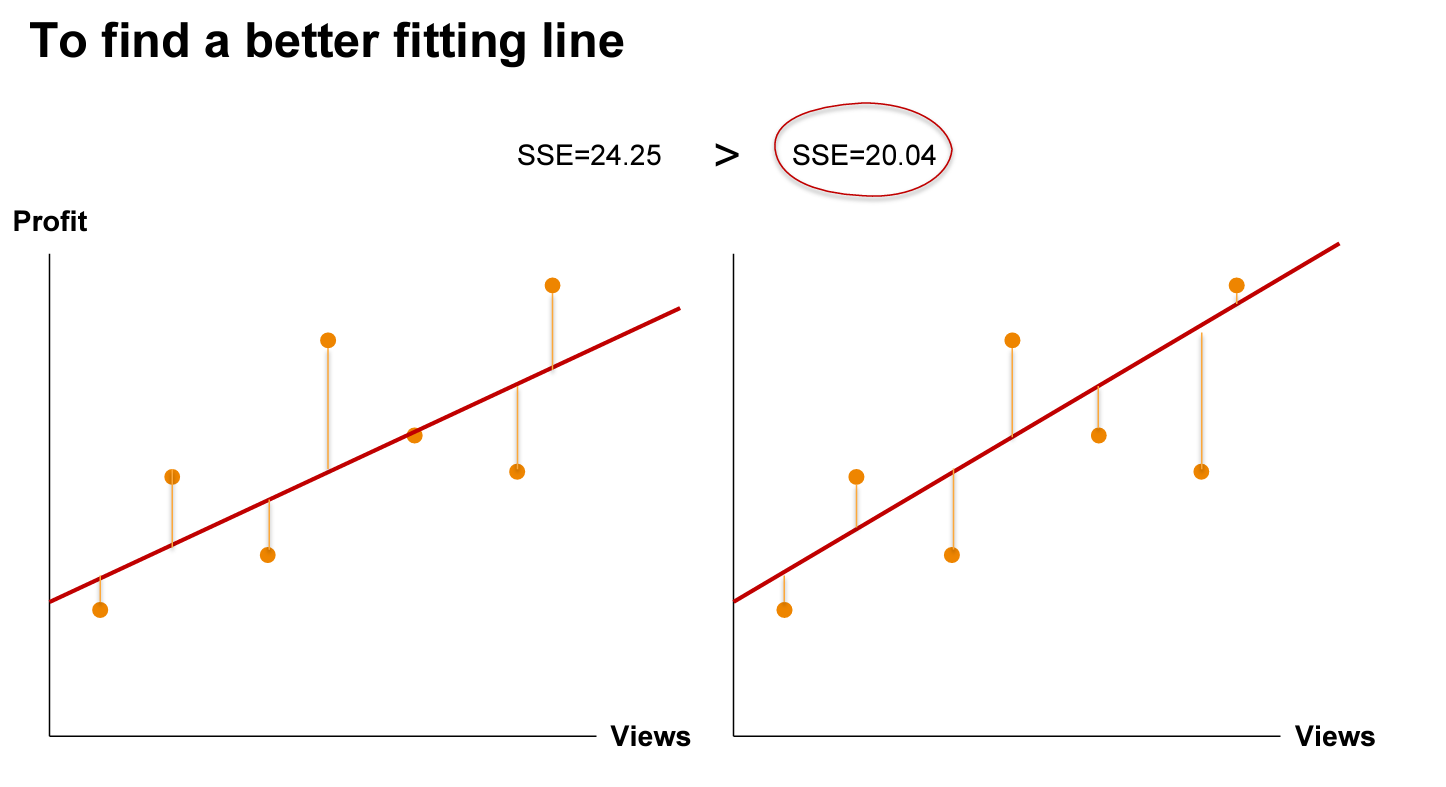 To find a better fitting line
SSE=24.25 > SSE=20.04
Profit
Views
Views